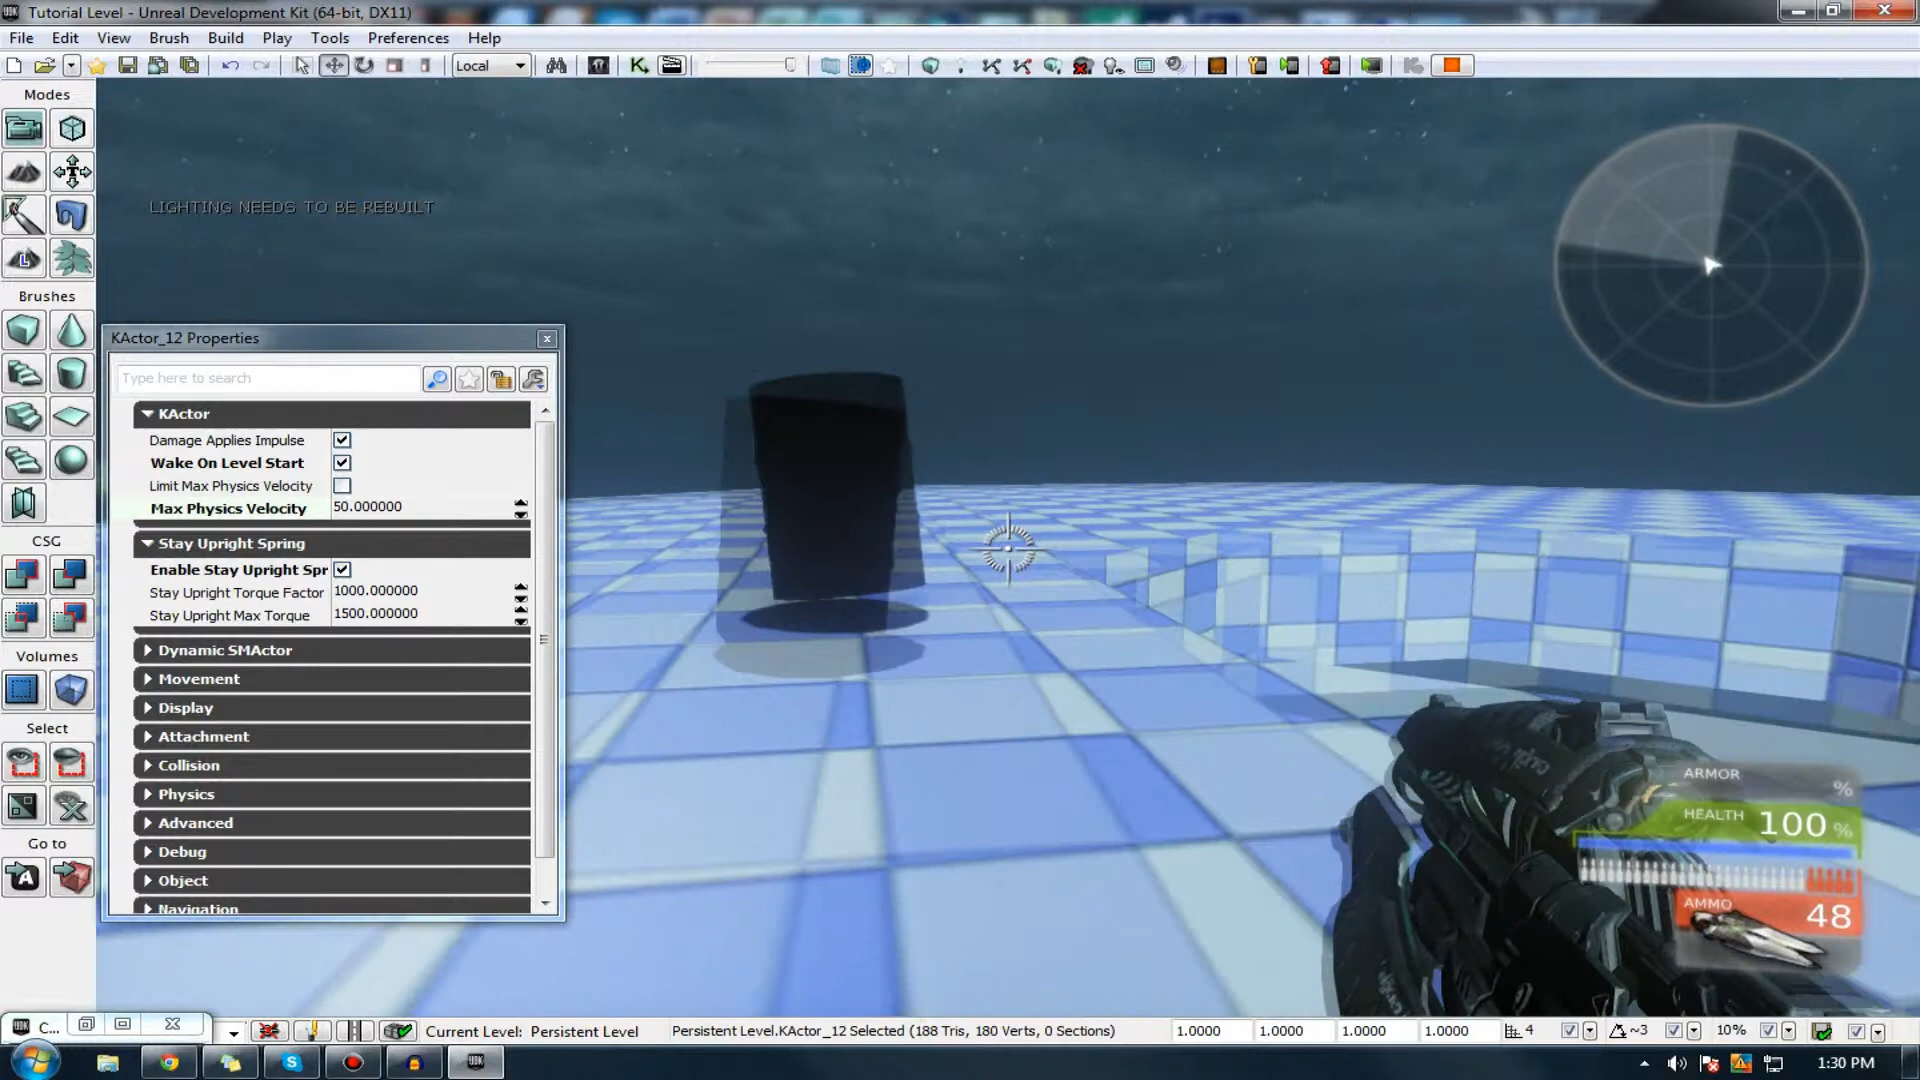 Tutorial Level - Unreal Development Kit (64-bit, DX11)
File Edit View Brush Build Play Tools Preferences Help
Local
Modes
LIGHTING NEEDS TO BE REBUILT
Brushes
CSG
Volumes
Select
Go to
KActor_12 Properties
Type here to search
KActor
Damage Applies Impulse
Wake On Level Start
Limit Max Physics Velocity
Max Physics Velocity 50.000000
Stay Upright Spring
Enable Stay Upright Spr
Stay Upright Torque Factor 1000.000000
Stay Upright Max Torque 1500.000000
Dynamic SMActor
Movement
Display
Attachment
Collision
Physics
Advanced
Debug
Object
Navigation
ARMOR
%
HEALTH 100 %
AMMO 48
C...
Current Level: Persistent Level
Persistent Level.KActor_12 Selected (188 Tris, 180 Verts, 0 Sections)
1.0000 1.0000 1.0000 1.0000
4
~3
10%
1:30 PM